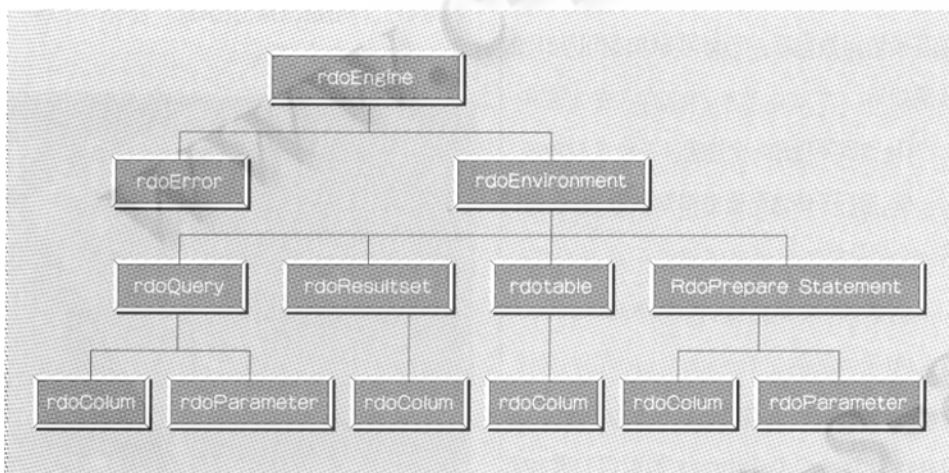 rdoEngine
rdoError
rdoEnvironment
rdoQuery
rdoResultset
rdotable
RdoPrepare Statement
rdoColum
rdoParameter
rdoColum
rdoColum
rdoColum
rdoParameter